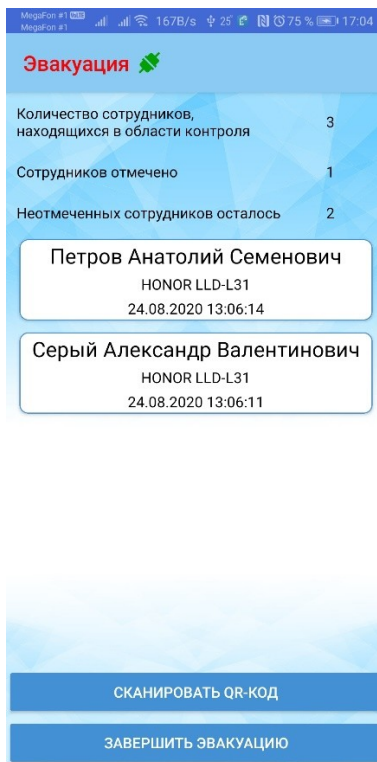 MegaFon #1 VoLTE
MegaFon #1
167B/s 25° 75 % 17:04
Эвакуация
Количество сотрудников,
находящихся в области контроля 3
Сотрудников отмечено 1
Неотмеченных сотрудников осталось 2
Петров Анатолий Семенович
HONOR LLD-L31
24.08.2020 13:06:14
Серый Александр Валентинович
HONOR LLD-L31
24.08.2020 13:06:11
СКАНИРОВАТЬ QR-КОД
ЗАВЕРШИТЬ ЭВАКУАЦИЮ